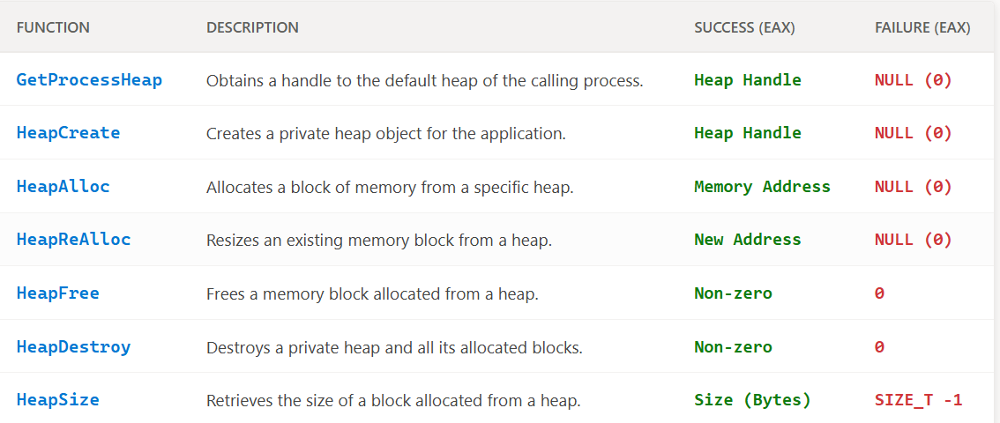 FUNCTION DESCRIPTION SUCCESS (EAX) FAILURE (EAX)
GetProcessHeap Obtains a handle to the default heap of the calling process. Heap Handle NULL (0)
HeapCreate Creates a private heap object for the application. Heap Handle NULL (0)
HeapAlloc Allocates a block of memory from a specific heap. Memory Address NULL (0)
HeapReAlloc Resizes an existing memory block from a heap. New Address NULL (0)
HeapFree Frees a memory block allocated from a heap. Non-zero 0
HeapDestroy Destroys a private heap and all its allocated blocks. Non-zero 0
HeapSize Retrieves the size of a block allocated from a heap. Size (Bytes) SIZE_T -1